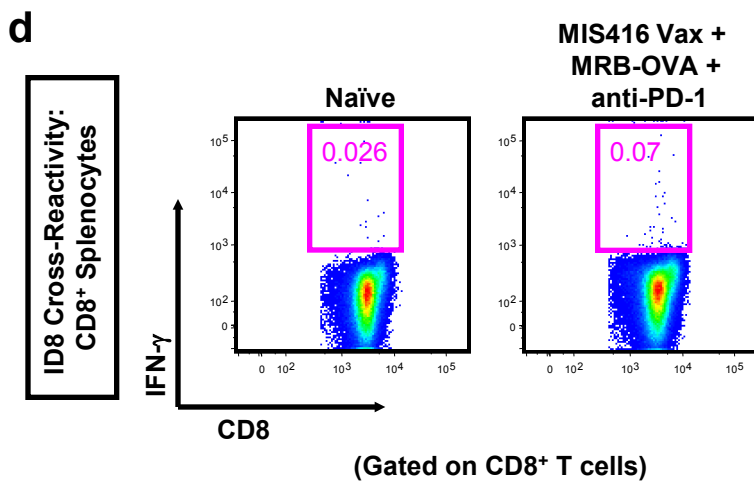 d
ID8 Cross-Reactivity:
CD8⁺ Splenocytes
Naïve
MIS416 Vax +
MRB-OVA +
anti-PD-1
10⁵
10⁴
10³
10²
0
0.026
0 10² 10³ 10⁴ 10⁵
10⁵
10⁴
10³
10²
0
0.07
0 10² 10³ 10⁴ 10⁵
IFN-γ
CD8
(Gated on CD8⁺ T cells)